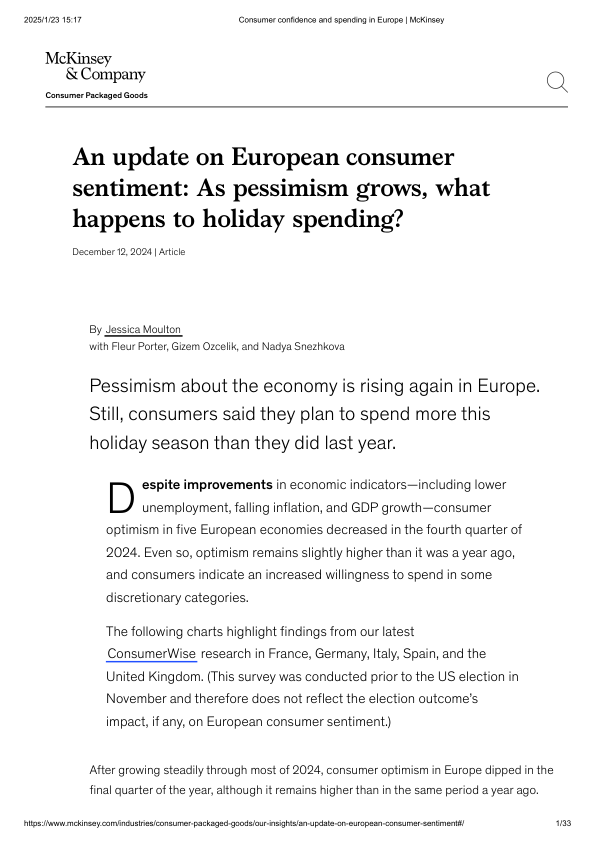 2025/1/23 15:17
Consumer confidence and spending in Europe | McKinsey
McKinsey
& Company
Consumer Packaged Goods
An update on European consumer
sentiment: As pessimism grows, what
happens to holiday spending?
December 12, 2024 | Article
By Jessica Moulton
with Fleur Porter, Gizem Ozcelik, and Nadya Snezhkova
Pessimism about the economy is rising again in Europe.
Still, consumers said they plan to spend more this
holiday season than they did last year.
Despite improvements in economic indicators—including lower
unemployment, falling inflation, and GDP growth—consumer
optimism in five European economies decreased in the fourth quarter of
2024. Even so, optimism remains slightly higher than it was a year ago,
and consumers indicate an increased willingness to spend in some
discretionary categories.
The following charts highlight findings from our latest
ConsumerWise research in France, Germany, Italy, Spain, and the
United Kingdom. (This survey was conducted prior to the US election in
November and therefore does not reflect the election outcome’s
impact, if any, on European consumer sentiment.)
After growing steadily through most of 2024, consumer optimism in Europe dipped in the
final quarter of the year, although it remains higher than in the same period a year ago.
https://www.mckinsey.com/industries/consumer-packaged-goods/our-insights/an-update-on-european-consumer-sentiment#/
1/33